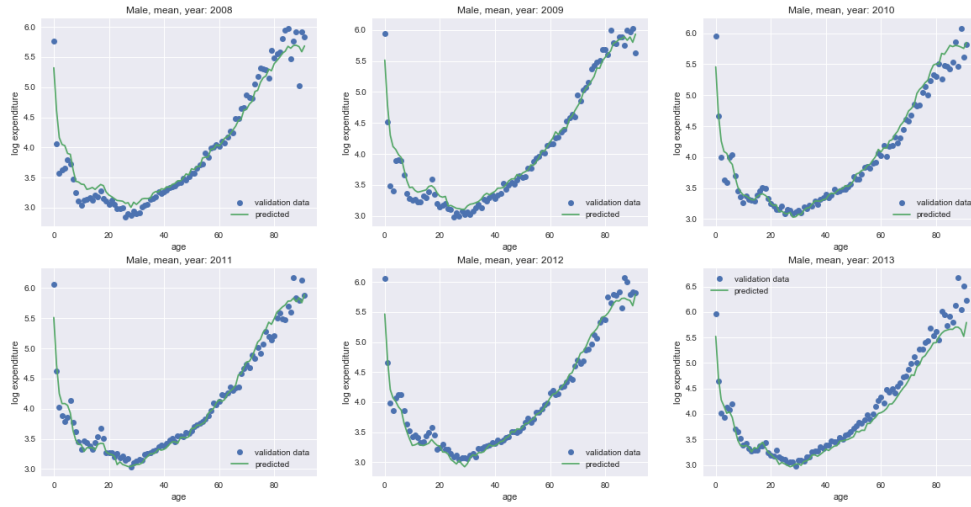 Male, mean, year: 2008
6.0
5.5
5.0
4.5
4.0
3.5
3.0
log expenditure
validation data
predicted
0 20 40 60 80
age
Male, mean, year: 2009
6.0
5.5
5.0
4.5
4.0
3.5
3.0
log expenditure
validation data
predicted
0 20 40 60 80
age
Male, mean, year: 2010
6.0
5.5
5.0
4.5
4.0
3.5
3.0
log expenditure
validation data
predicted
0 20 40 60 80
age
Male, mean, year: 2011
6.0
5.5
5.0
4.5
4.0
3.5
3.0
log expenditure
validation data
predicted
0 20 40 60 80
age
Male, mean, year: 2012
6.0
5.5
5.0
4.5
4.0
3.5
3.0
log expenditure
validation data
predicted
0 20 40 60 80
age
Male, mean, year: 2013
validation data
predicted
6.5
6.0
5.5
5.0
4.5
4.0
3.5
3.0
log expenditure
0 20 40 60 80
age